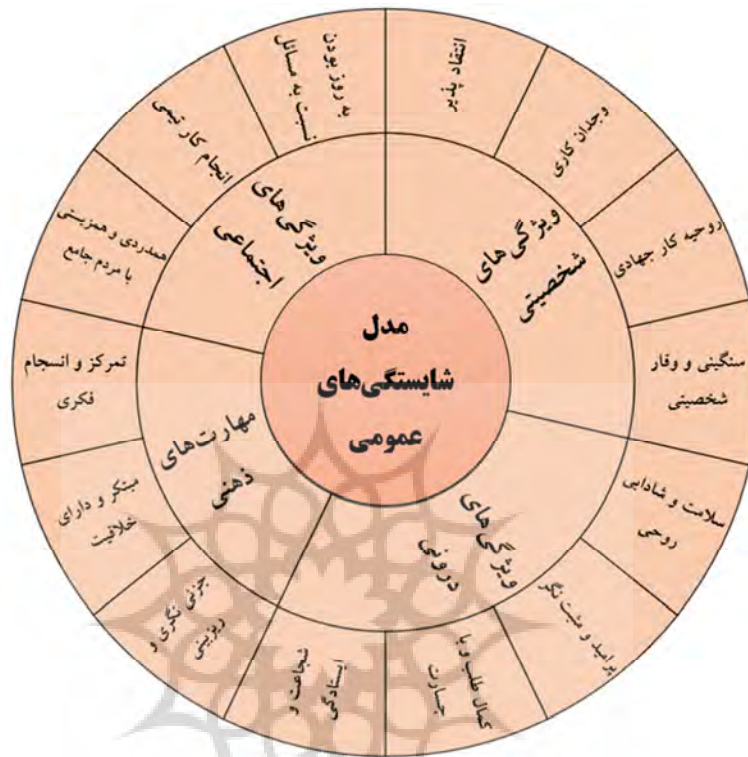 مدل
شایستگی‌های
عمومی
ویژگی‌های
شخصیتی
انتقاد پذیر
وجدان کاری
روحیه کار جهادی
سنگینی و وقار
شخصیتی
ویژگی‌های
درونی
سلامت و شادابی
روحی
پرامید و مثبت نگر
کمال طلب و با
جسارت
شجاعت و
ایستادگی
مهارت‌های
ذهنی
جزئی نگری و
ریزبینی
مبتکر و دارای
خلاقیت
تمرکز و انسجام
فکری
ویژگی‌های
اجتماعی
همدردی و همزیستی
با مردم جامع
انجام کار تیمی
به روز بودن
نسبت به مسائل